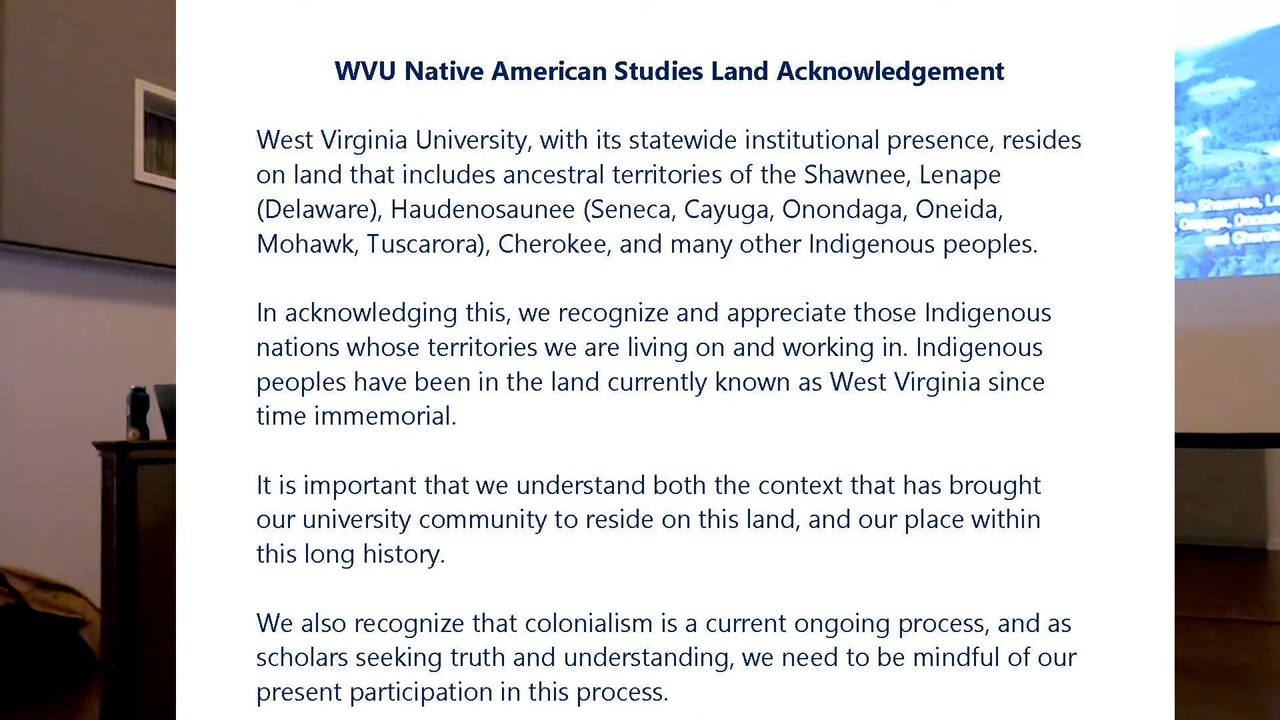 WVU Native American Studies Land Acknowledgement
West Virginia University, with its statewide institutional presence, resides
on land that includes ancestral territories of the Shawnee, Lenape
(Delaware), Haudenosaunee (Seneca, Cayuga, Onondaga, Oneida,
Mohawk, Tuscarora), Cherokee, and many other Indigenous peoples.
In acknowledging this, we recognize and appreciate those Indigenous
nations whose territories we are living on and working in. Indigenous
peoples have been in the land currently known as West Virginia since
time immemorial.
It is important that we understand both the context that has brought
our university community to reside on this land, and our place within
this long history.
We also recognize that colonialism is a current ongoing process, and as
scholars seeking truth and understanding, we need to be mindful of our
present participation in this process.
Shawnee,
and